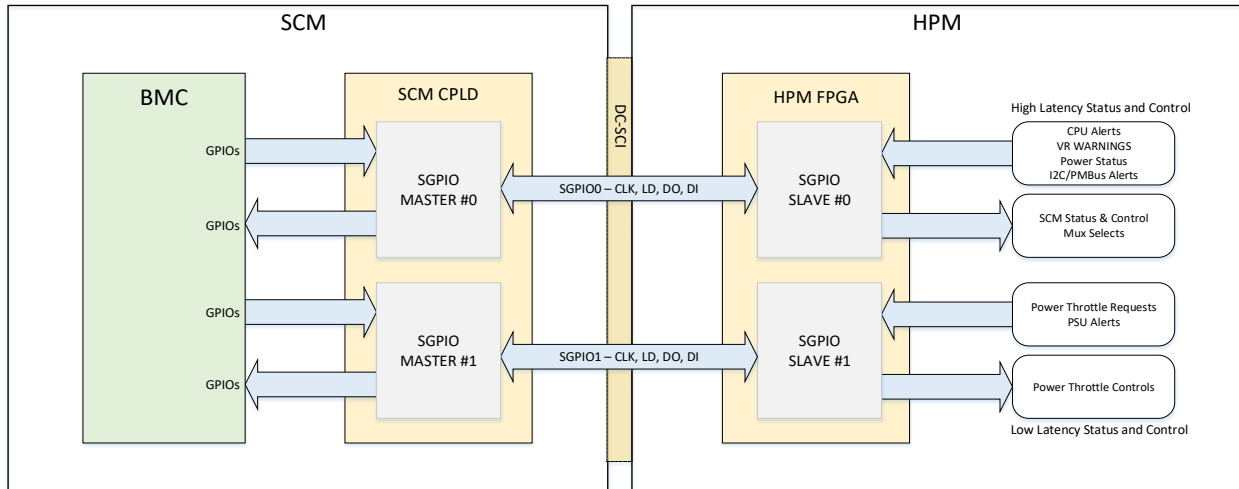 SCM
HPM
BMC
SCM CPLD
DC-SCI
HPM FPGA
High Latency Status and Control
GPIOs
SGPIO
MASTER #0
SGPIO0 – CLK, LD, DO, DI
SGPIO
SLAVE #0
CPU Alerts
VR WARNINGS
Power Status
I2C/PMBus Alerts
GPIOs
SCM Status & Control
Mux Selects
GPIOs
SGPIO
MASTER #1
SGPIO1 – CLK, LD, DO, DI
SGPIO
SLAVE #1
Power Throttle Requests
PSU Alerts
GPIOs
Power Throttle Controls
Low Latency Status and Control